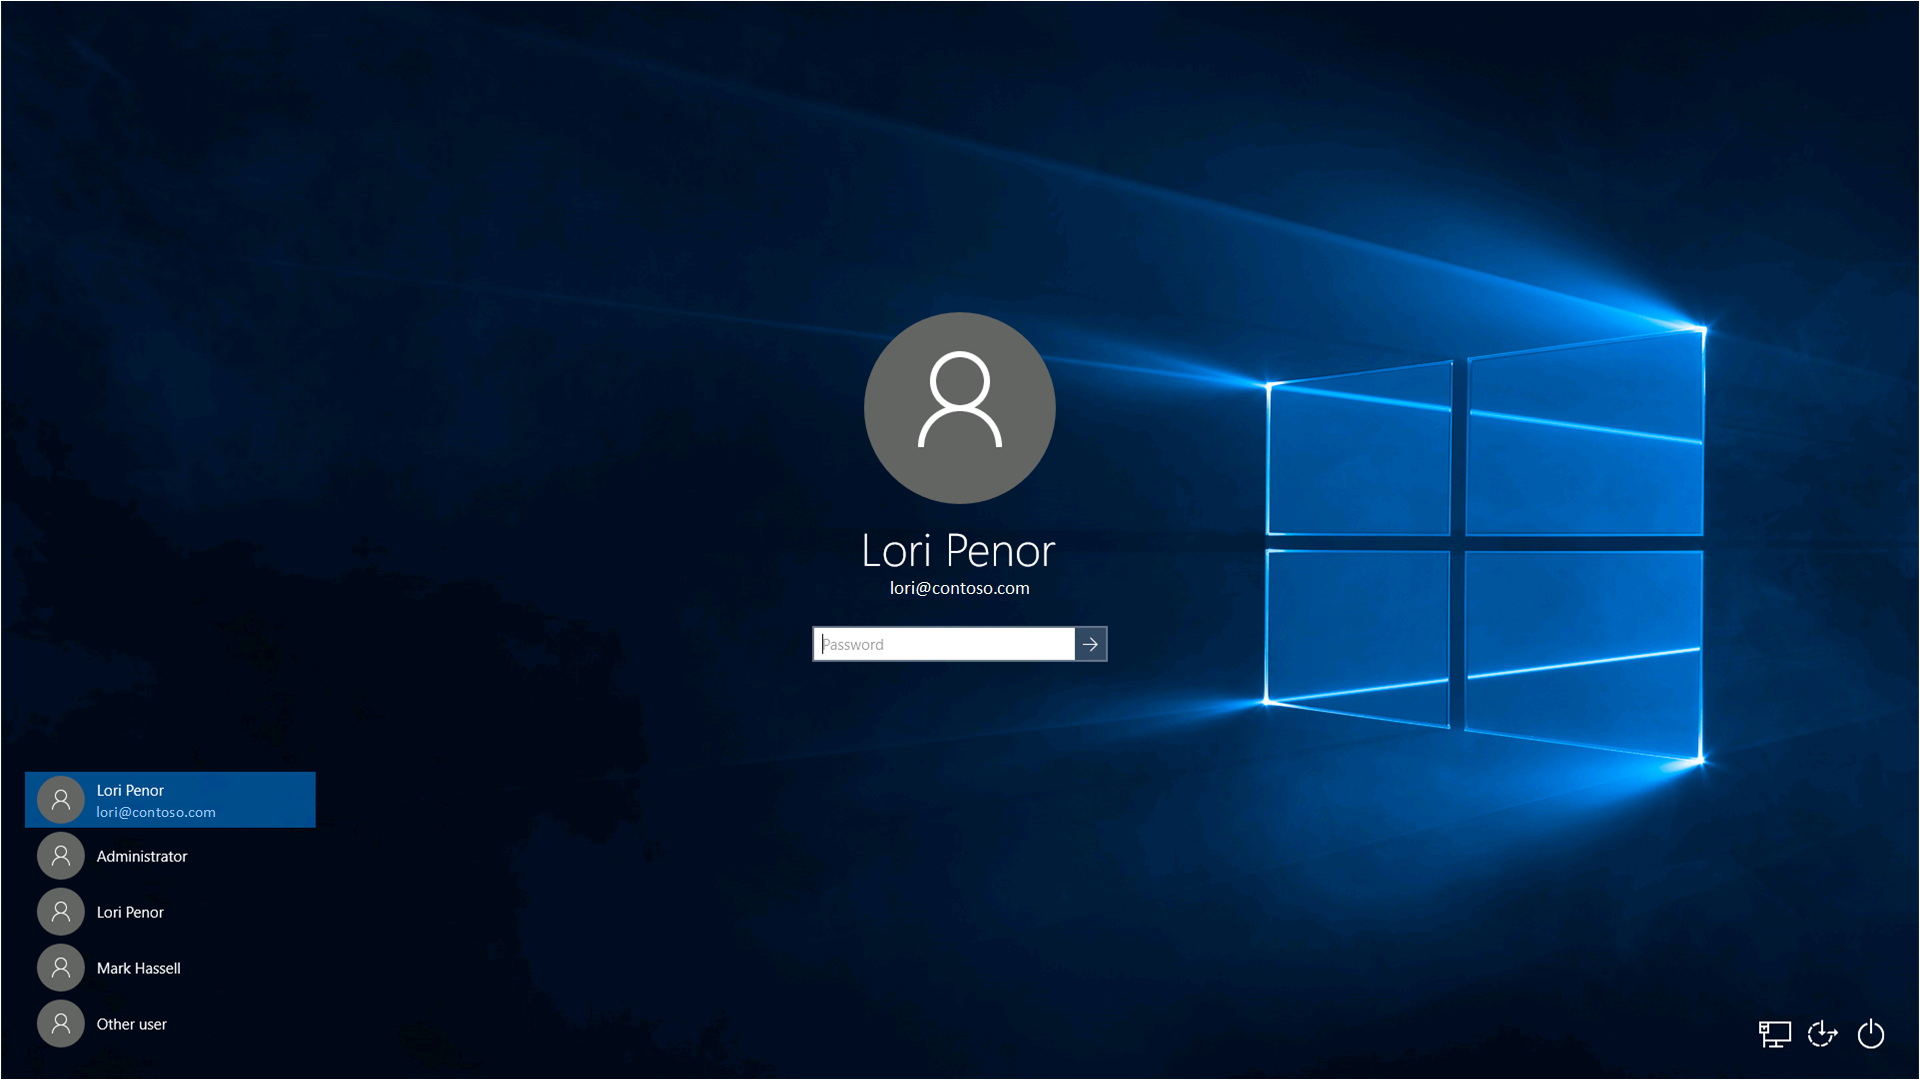 Lori Penor
lori@contoso.com
Password
Lori Penor
lori@contoso.com
Administrator
Lori Penor
Mark Hassell
Other user